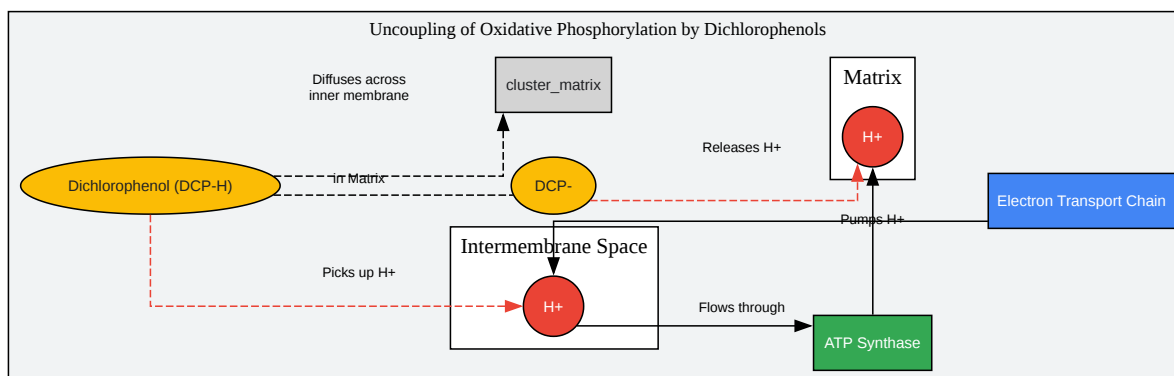 Uncoupling of Oxidative Phosphorylation by Dichlorophenols
Diffuses across
inner membrane
cluster_matrix
Matrix
H+
Releases H+
Dichlorophenol (DCP-H)
in Matrix
DCP-
Electron Transport Chain
Pumps H+
Intermembrane Space
Picks up H+
H+
Flows through
ATP Synthase